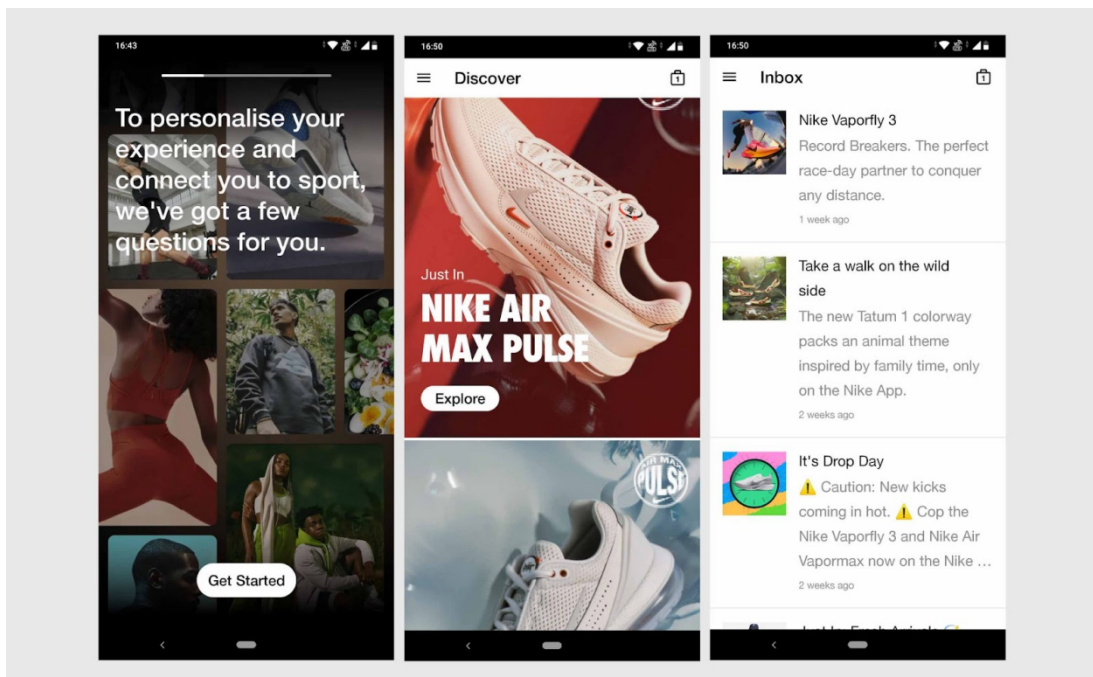 16:43
To personalise your
experience and
connect you to sport,
we've got a few
questions for you.
Get Started
16:50
Discover
1
Just In
NIKE AIR
MAX PULSE
Explore
AIR MAX
PULSE
16:50
Inbox
1
Nike Vaporfly 3
Record Breakers. The perfect
race-day partner to conquer
any distance.
1 week ago
Take a walk on the wild
side
The new Tatum 1 colorway
packs an animal theme
inspired by family time, only
on the Nike App.
2 weeks ago
It's Drop Day
⚠️ Caution: New kicks
coming in hot. ⚠️ Cop the
Nike Vaporfly 3 and Nike Air
Vapormax now on the Nike ...
2 weeks ago